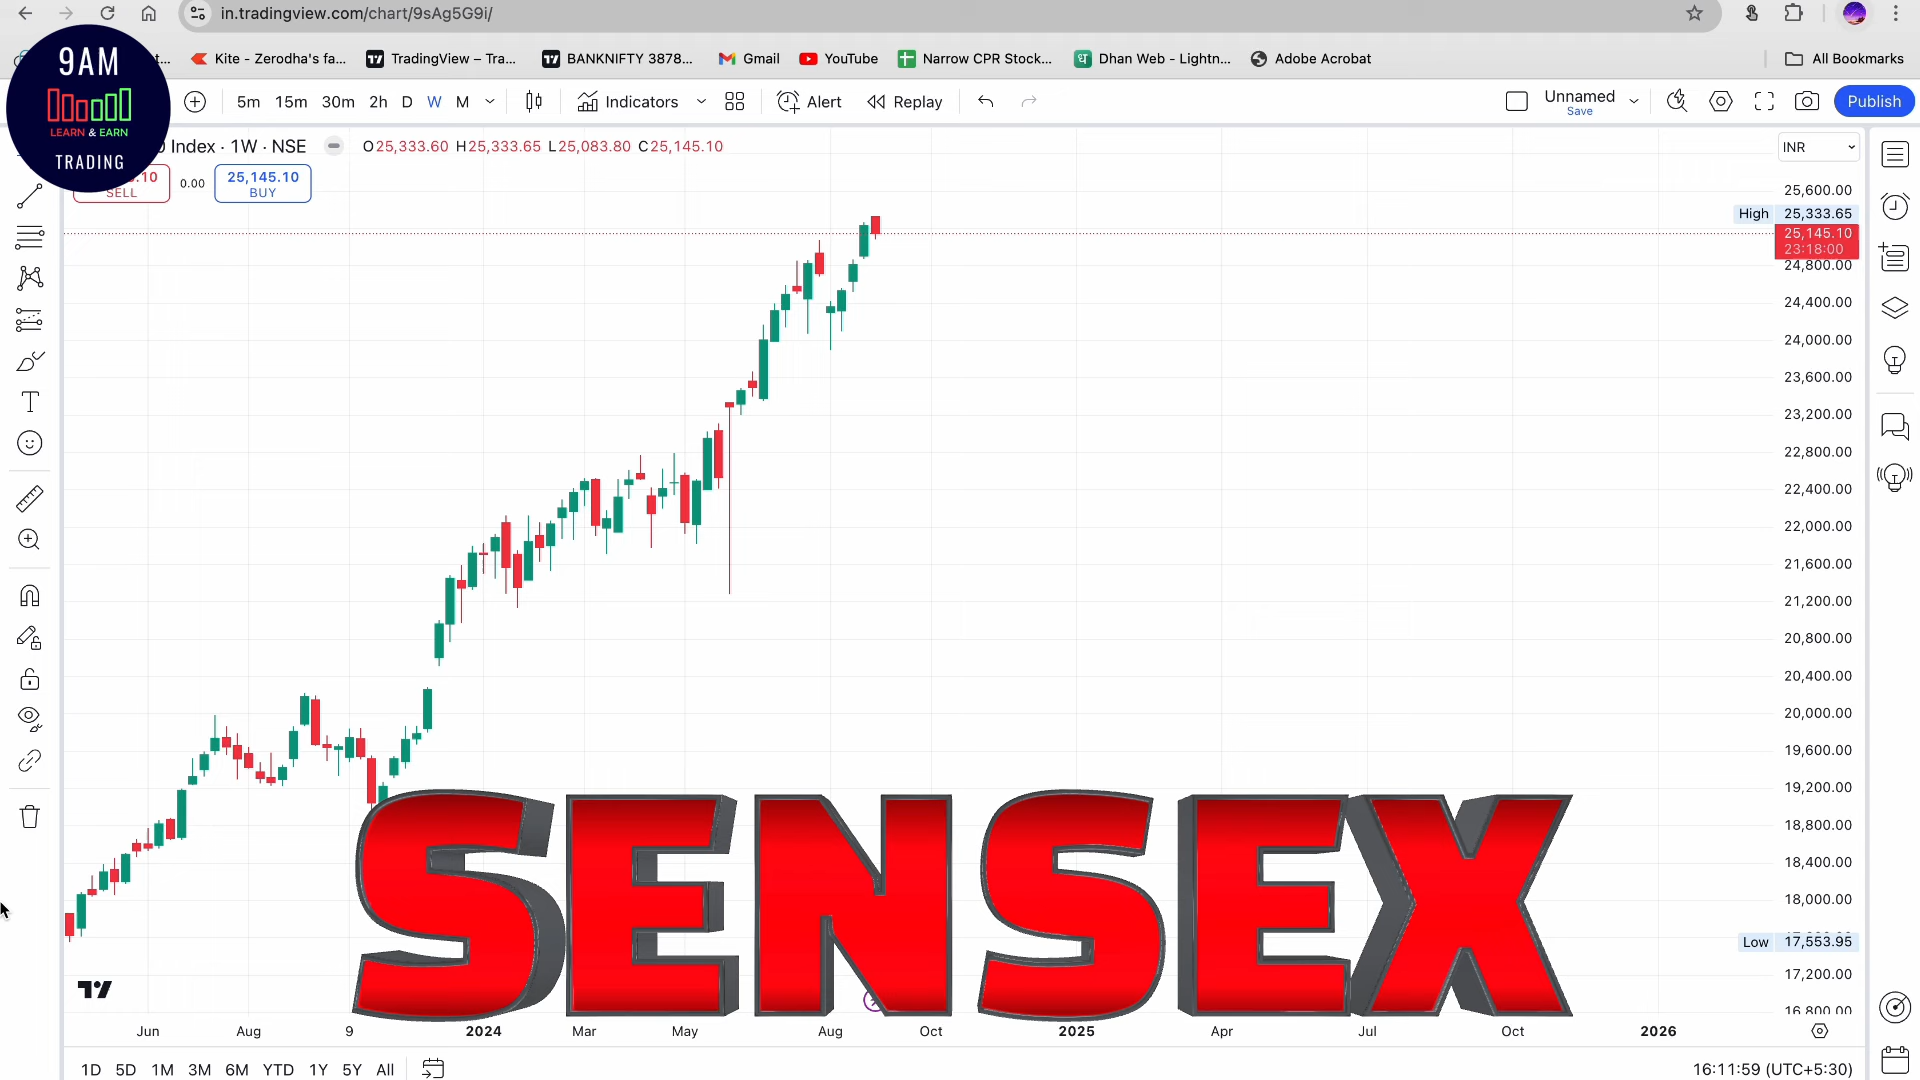 in.tradingview.com/chart/9sAg5G9i/
Kite - Zerodha's fa...
TradingView – Tra...
BANKNIFTY 3878...
Gmail
YouTube
Narrow CPR Stock...
Dhan Web - Lightn...
Adobe Acrobat
All Bookmarks
9AM
LEARN & EARN
TRADING
5m 15m 30m 2h D W M
Indicators
Alert
Replay
Unnamed
Save
Publish
Index · 1W · NSE
O25,333.60 H25,333.65 L25,083.80 C25,145.10
INR
.10
SELL
0.00
25,145.10
BUY
25,600.00
High 25,333.65
25,145.10
23:18:00
24,800.00
24,400.00
24,000.00
23,600.00
23,200.00
22,800.00
22,400.00
22,000.00
21,600.00
21,200.00
20,800.00
20,400.00
20,000.00
19,600.00
19,200.00
18,800.00
18,400.00
18,000.00
Low 17,553.95
17,200.00
16,800.00
SENSEX
Jun Aug 9 2024 Mar May Aug Oct 2025 Apr Jul Oct 2026
1D 5D 1M 3M 6M YTD 1Y 5Y All
16:11:59 (UTC+5:30)